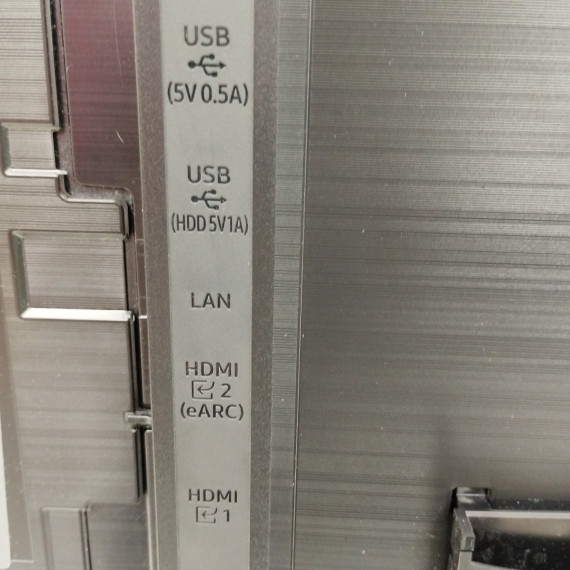 USB
(5V 0.5A)
USB
(HDD 5V1A)
LAN
HDMI
2
(eARC)
HDMI
1